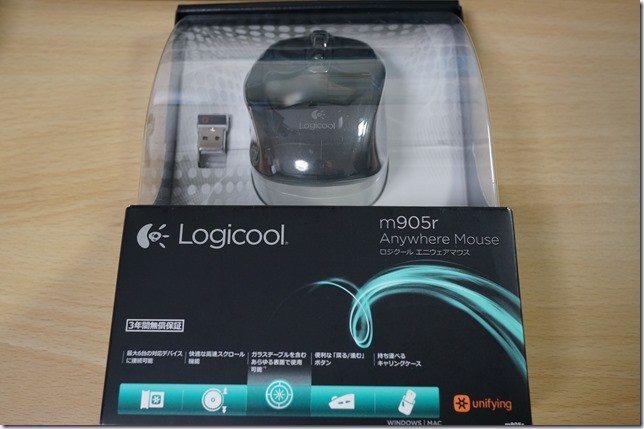 Logicool
Logicool
m905r
Anywhere Mouse
ロジクール エニウェアマウス
3年間無償保証
最大6台の対応デバイス
に接続可能
快適な高速スクロール
機能
ガラステーブルを含む
あらゆる表面で使用
可能
便利な「戻る/進む」
ボタン
持ち運べる
キャリングケース
unifying
WINDOWS | MAC
m905r